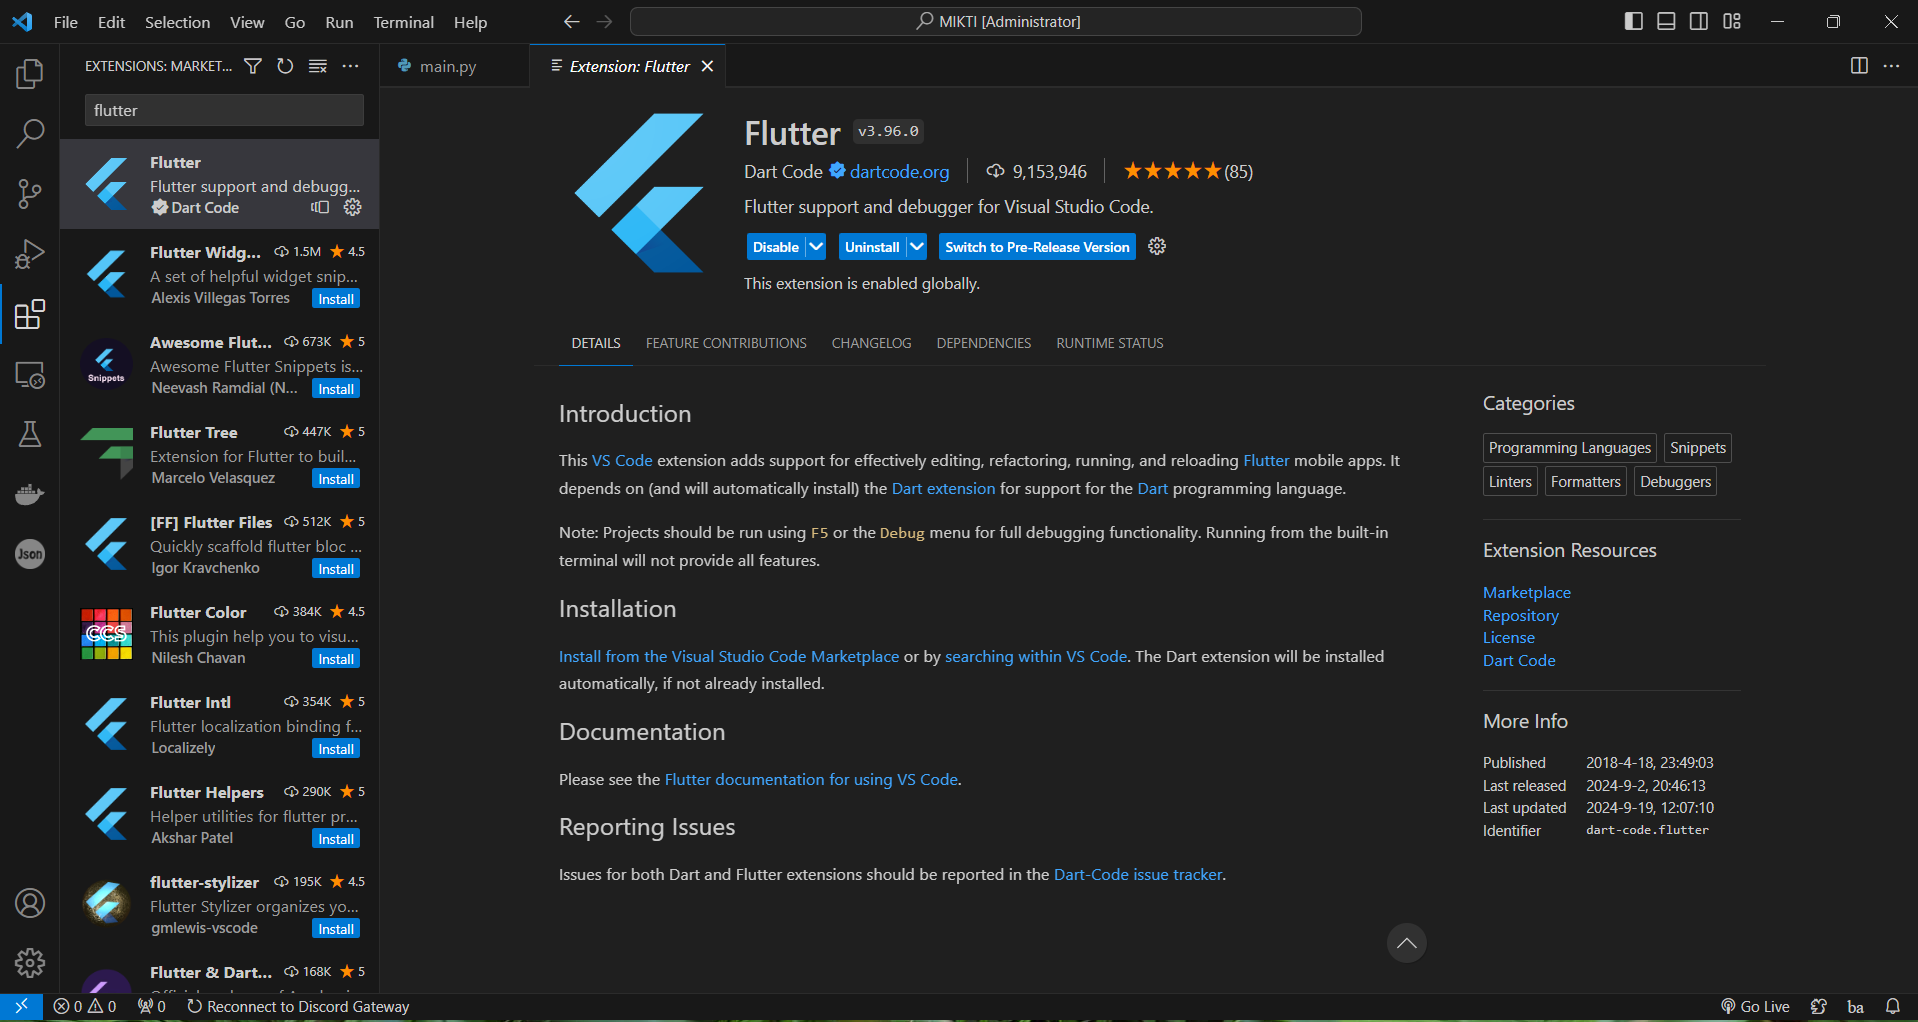 File Edit Selection View Go Run Terminal Help
MIKTI [Administrator]
EXTENSIONS: MARKET...
main.py
Extension: Flutter
flutter
Flutter
Flutter support and debugg...
Dart Code
Flutter Widg... 1.5M 4.5
A set of helpful widget snip...
Alexis Villegas Torres Install
Awesome Flut... 673K 5
Awesome Flutter Snippets is...
Neevash Ramdial (N... Install
Snippets
Flutter Tree 447K 5
Extension for Flutter to buil...
Marcelo Velasquez Install
[FF] Flutter Files 512K 5
Quickly scaffold flutter bloc ...
Igor Kravchenko Install
Flutter Color 384K 4.5
This plugin help you to visu...
Nilesh Chavan Install
CCS
Flutter Intl 354K 5
Flutter localization binding f...
Localizely Install
Flutter Helpers 290K 5
Helper utilities for flutter pr...
Akshar Patel Install
flutter-stylizer 195K 4.5
Flutter Stylizer organizes yo...
gmlewis-vscode Install
Flutter & Dart... 168K 5
Json
Flutter v3.96.0
Dart Code dartcode.org 9,153,946 (85)
Flutter support and debugger for Visual Studio Code.
Disable Uninstall Switch to Pre-Release Version
This extension is enabled globally.
DETAILS FEATURE CONTRIBUTIONS CHANGELOG DEPENDENCIES RUNTIME STATUS
Introduction
This VS Code extension adds support for effectively editing, refactoring, running, and reloading Flutter mobile apps. It
depends on (and will automatically install) the Dart extension for support for the Dart programming language.
Note: Projects should be run using F5 or the Debug menu for full debugging functionality. Running from the built-in
terminal will not provide all features.
Installation
Install from the Visual Studio Code Marketplace or by searching within VS Code. The Dart extension will be installed
automatically, if not already installed.
Documentation
Please see the Flutter documentation for using VS Code.
Reporting Issues
Issues for both Dart and Flutter extensions should be reported in the Dart-Code issue tracker.
Categories
Programming Languages Snippets
Linters Formatters Debuggers
Extension Resources
Marketplace
Repository
License
Dart Code
More Info
Published 2018-4-18, 23:49:03
Last released 2024-9-2, 20:46:13
Last updated 2024-9-19, 12:07:10
Identifier dart-code.flutter
0 0 0 Reconnect to Discord Gateway Go Live ba